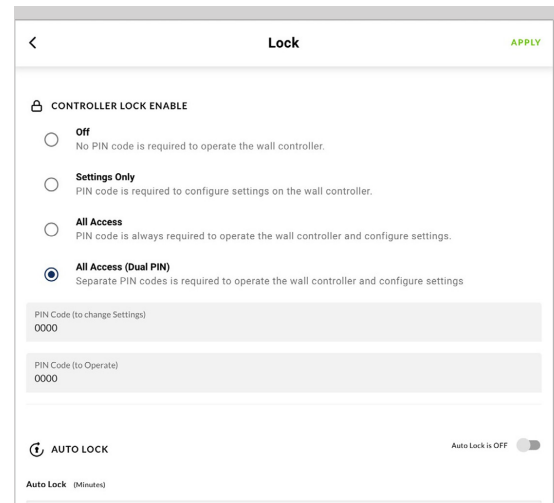 Lock
APPLY
CONTROLLER LOCK ENABLE
Off
No PIN code is required to operate the wall controller.
Settings Only
PIN code is required to configure settings on the wall controller.
All Access
PIN code is always required to operate the wall controller and configure settings.
All Access (Dual PIN)
Separate PIN codes is required to operate the wall controller and configure settings
PIN Code (to change Settings)
0000
PIN Code (to Operate)
0000
AUTO LOCK
Auto Lock is OFF
Auto Lock (Minutes)